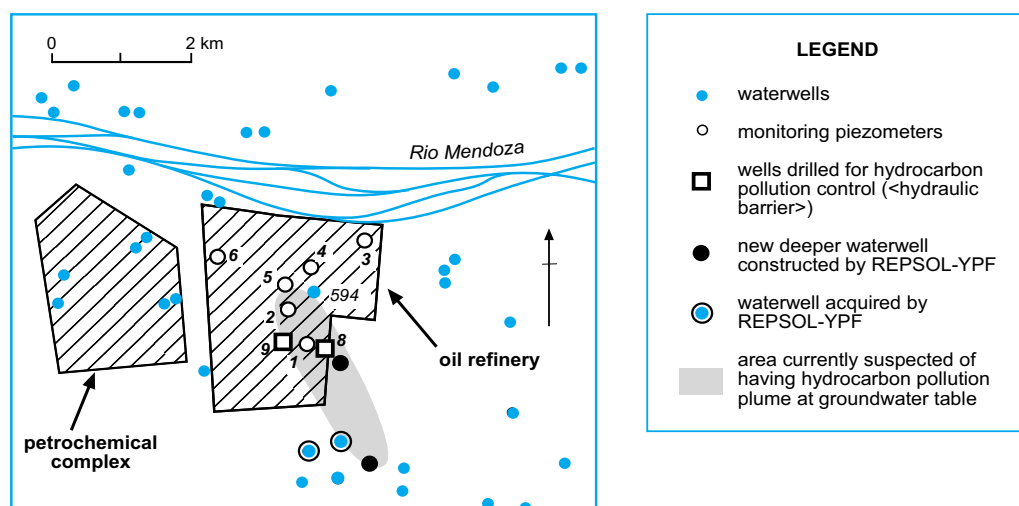 0
2 km
Rio Mendoza
6
4
3
5
594
2
9
1
8
oil refinery
petrochemical
complex
LEGEND
waterwells
monitoring piezometers
wells drilled for hydrocarbon
pollution control (<hydraulic
barrier>)
new deeper waterwell
constructed by REPSOL-YPF
waterwell acquired by
REPSOL-YPF
area currently suspected of
having hydrocarbon pollution
plume at groundwater table